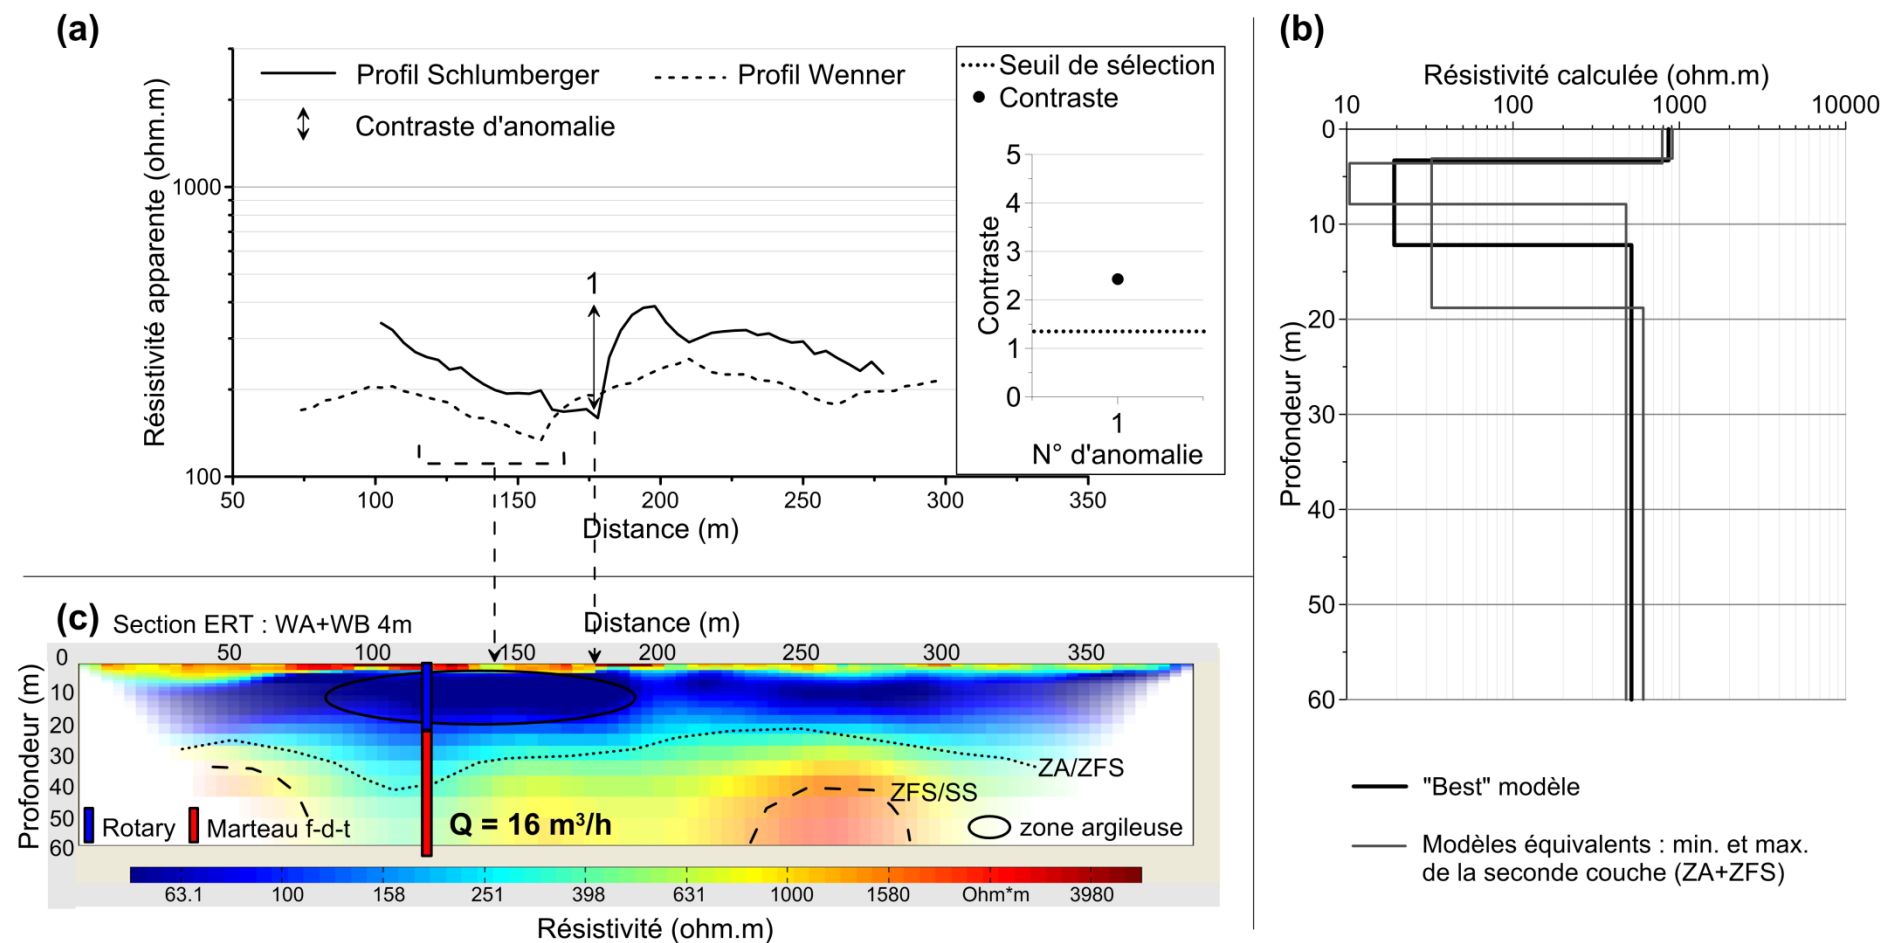 (a)
Profil Schlumberger
Profil Wenner
Contraste d'anomalie
Résistivité apparente (ohm.m)
1000
100
1
50 100 150 200 250 300 350
Distance (m)
Seuil de sélection
Contraste
Contraste
5
4
3
2
1
0
1
N° d'anomalie
(b)
Résistivité calculée (ohm.m)
10 100 1000 10000
Profondeur (m)
0
10
20
30
40
50
60
"Best" modèle
Modèles équivalents : min. et max.
de la seconde couche (ZA+ZFS)
(c)
Section ERT : WA+WB 4m
Distance (m)
50 100 150 200 250 300 350
Profondeur (m)
0
10
20
30
40
50
60
ZA/ZFS
ZFS/SS
Rotary
Marteau f-d-t
Q = 16 m³/h
zone argileuse
63.1 100 158 251 398 631 1000 1580 Ohm*m 3980
Résistivité (ohm.m)